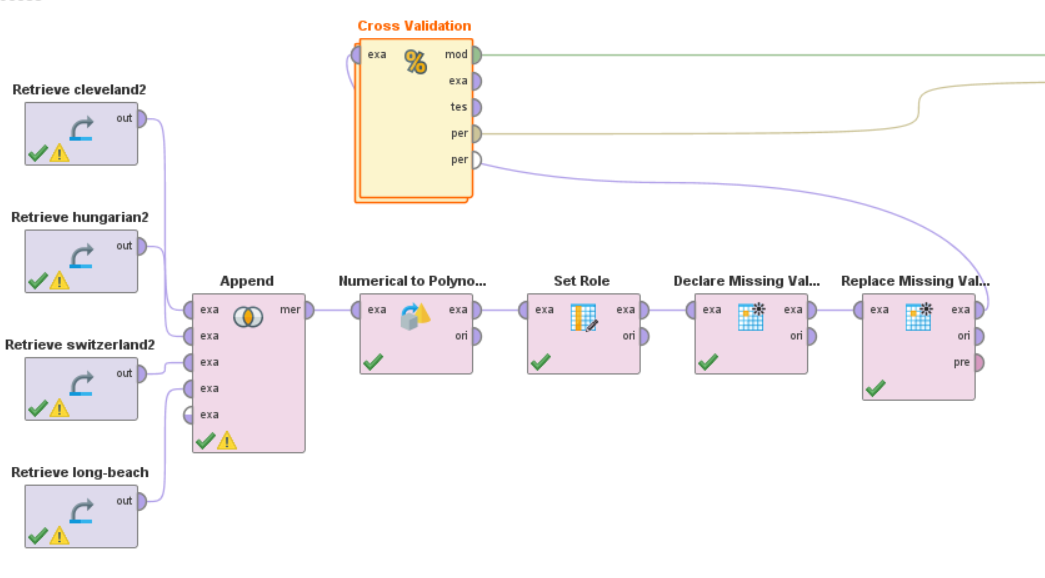 Cross Validation
exa
mod
exa
tes
per
per
Retrieve cleveland2
out
Retrieve hungarian2
out
Retrieve switzerland2
out
Retrieve long-beach
out
Append
exa
mer
exa
exa
exa
exa
Numerical to Polyno...
exa
exa
ori
Set Role
exa
exa
ori
Declare Missing Val...
exa
exa
ori
Replace Missing Val...
exa
exa
ori
pre